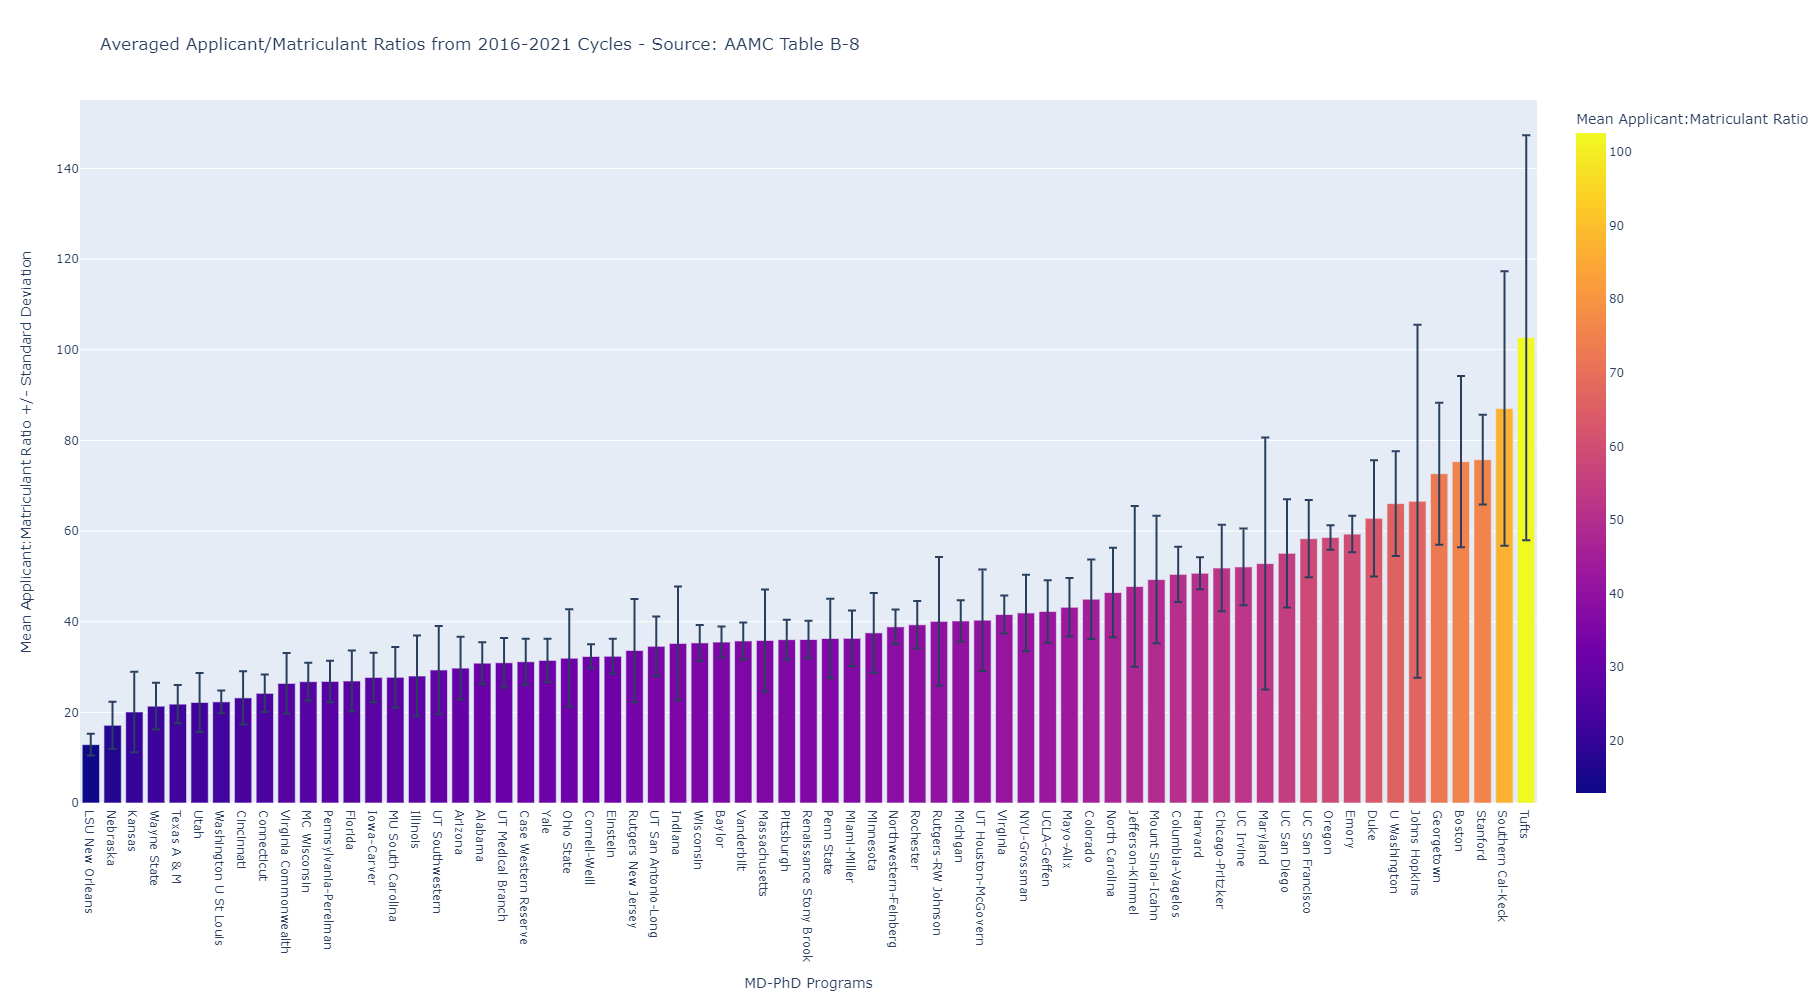 Averaged Applicant/Matriculant Ratios from 2016-2021 Cycles - Source: AAMC Table B-8
Mean Applicant:Matriculant Ratio +/- Standard Deviation
140
120
100
80
60
40
20
0
LSU New Orleans
Nebraska
Kansas
Wayne State
Texas A & M
Utah
Washington U St Louis
Cincinnati
Connecticut
Virginia Commonwealth
MC Wisconsin
Pennsylvania-Perelman
Florida
Iowa-Carver
MU South Carolina
Illinois
UT Southwestern
Arizona
Alabama
UT Medical Branch
Case Western Reserve
Yale
Ohio State
Cornell-Weill
Einstein
Rutgers New Jersey
UT San Antonio-Long
Indiana
Wisconsin
Baylor
Vanderbilt
Massachusetts
Pittsburgh
Renaissance Stony Brook
Penn State
Miami-Miller
Minnesota
Northwestern-Feinberg
Rochester
Rutgers-RW Johnson
Michigan
UT Houston-McGovern
Virginia
NYU-Grossman
UCLA-Geffen
Mayo-Alix
Colorado
North Carolina
Jefferson-Kimmel
Mount Sinai-Icahn
Columbia-Vagelos
Harvard
Chicago-Pritzker
UC Irvine
Maryland
UC San Diego
UC San Francisco
Oregon
Emory
Duke
U Washington
Johns Hopkins
Georgetown
Boston
Stanford
Southern Cal-Keck
Tufts
MD-PhD Programs
Mean Applicant:Matriculant Ratio
100
90
80
70
60
50
40
30
20